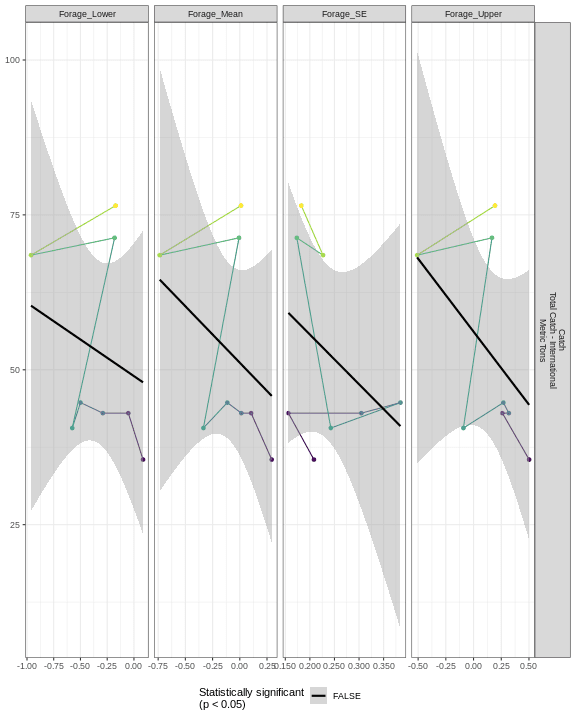 Forage_Lower Forage_Mean Forage_SE Forage_Upper
100
75
50
25
Catch
Total Catch - International
Metric Tons
-1.00 -0.75 -0.50 -0.25 0.00 -0.75 -0.50 -0.25 0.00 0.25 0.150 0.200 0.250 0.300 0.350 -0.50 -0.25 0.00 0.25 0.50
Statistically significant
(p < 0.05)
FALSE